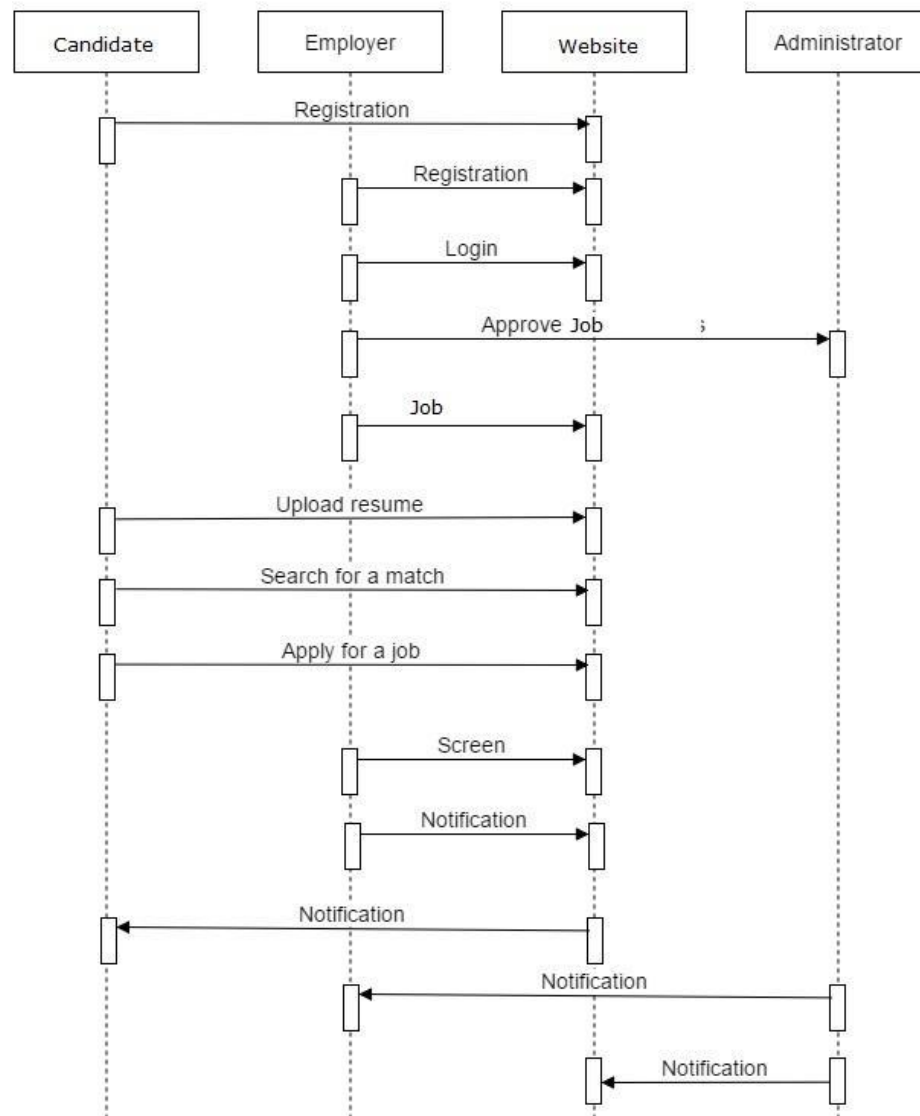 Candidate
Employer
Website
Administrator
Registration
Registration
Login
Approve Job s
Job
Upload resume
Search for a match
Apply for a job
Screen
Notification
Notification
Notification
Notification